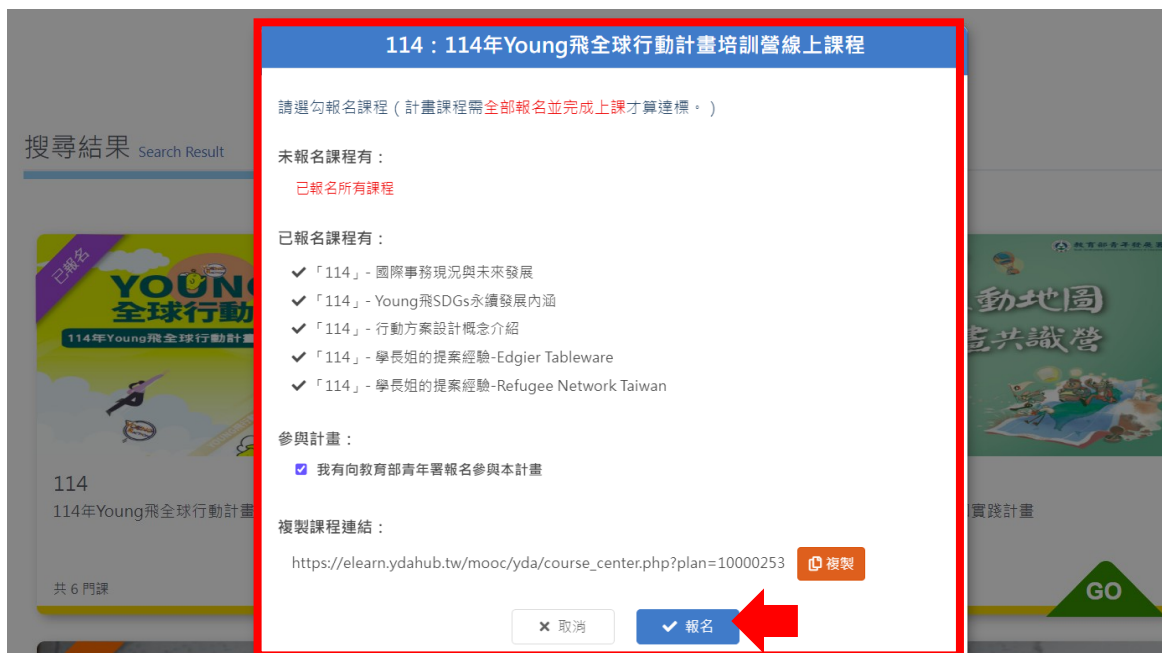 114：114年Young飛全球行動計畫培訓營線上課程
請選勾報名課程（計畫課程需全部報名並完成上課才算達標。）
未報名課程有：
已報名所有課程
已報名課程有：
「114」- 國際事務現況與未來發展
「114」- Young飛SDGs永續發展內涵
「114」- 行動方案設計概念介紹
「114」- 學長姐的提案經驗-Edgier Tableware
「114」- 學長姐的提案經驗-Refugee Network Taiwan
參與計畫：
我有向教育部青年署報名參與本計畫
複製課程連結：
https://elearn.ydahub.tw/mooc/yda/course_center.php?plan=10000253
複製
取消
報名
搜尋結果 Search Result
已報名
YOUN
全球行動
114年Young飛全球行動計畫
114
114年Young飛全球行動計畫
共 6 門課
教育部青年發展
動地圖
畫共識營
實踐計畫
GO